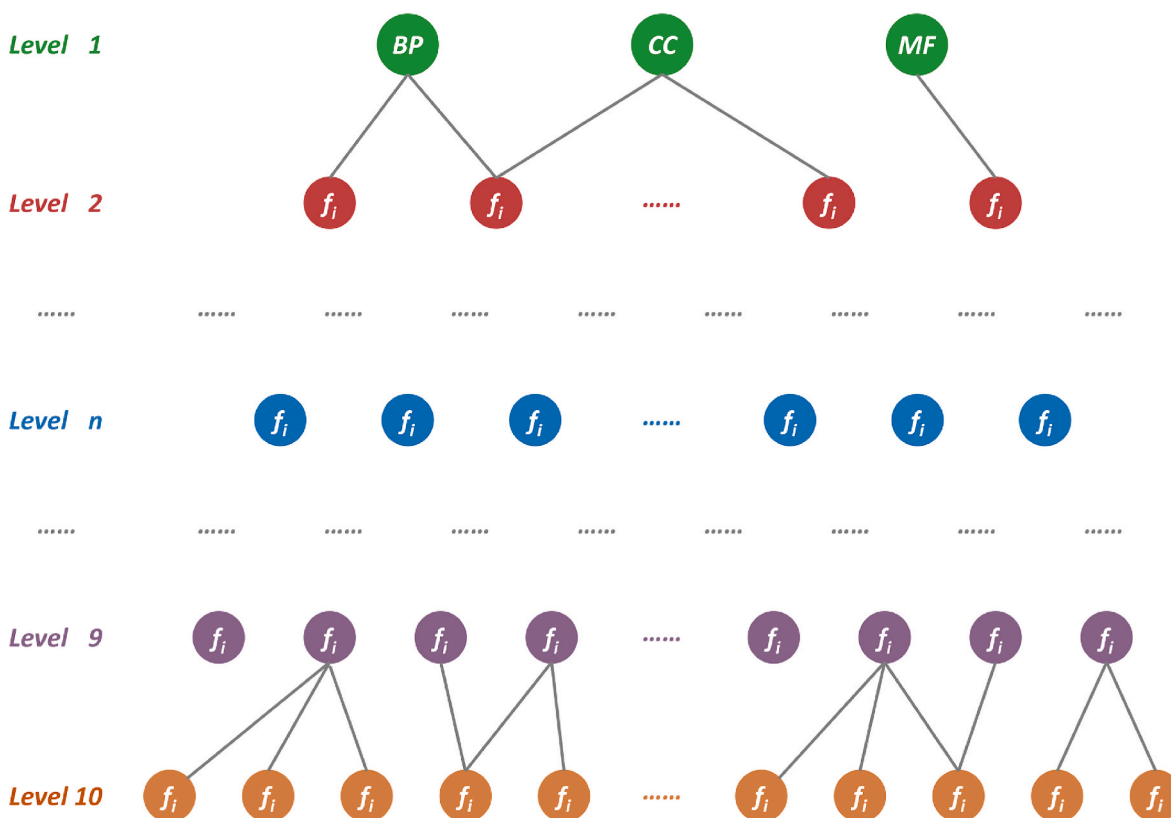 Level 1 BP CC MF
Level 2 fi fi ...... fi fi
...... ...... ...... ...... ...... ...... ...... ...... ......
Level n fi fi fi ...... fi fi fi
...... ...... ...... ...... ...... ...... ...... ...... ......
Level 9 fi fi fi fi ...... fi fi fi fi
Level 10 fi fi fi fi fi ...... fi fi fi fi fi